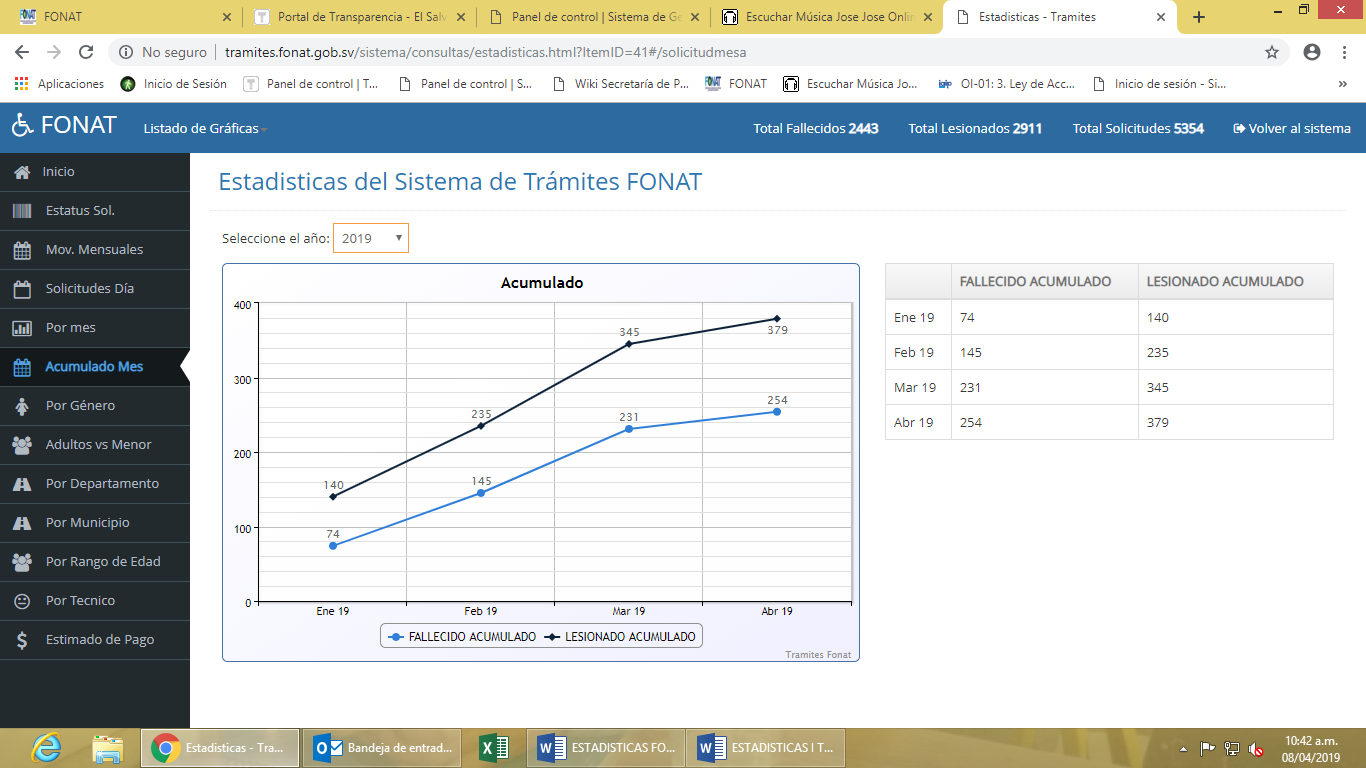 FONAT
Portal de Transparencia - El Salv
Panel de control | Sistema de Ge
Escuchar Música Jose Jose Onlin
Estadisticas - Tramites
No seguro | tramites.fonat.gob.sv/sistema/consultas/estadisticas.html?ItemID=41#/solicitudmesa
Aplicaciones
Inicio de Sesión
Panel de control | T...
Panel de control | S...
Wiki Secretaría de P...
FONAT
Escuchar Música Jo...
OI-01: 3. Ley de Acc...
Inicio de sesión - Si...
»
FONAT
Listado de Gráficas
Total Fallecidos 2443
Total Lesionados 2911
Total Solicitudes 5354
Volver al sistema
Inicio
Estatus Sol.
Mov. Mensuales
Solicitudes Día
Por mes
Acumulado Mes
Por Género
Adultos vs Menor
Por Departamento
Por Municipio
Por Rango de Edad
Por Tecnico
Estimado de Pago
Estadisticas del Sistema de Trámites FONAT
Seleccione el año: 2019
Acumulado
400
300
200
100
0
140
235
345
379
74
145
231
254
Ene 19
Feb 19
Mar 19
Abr 19
FALLECIDO ACUMULADO
LESIONADO ACUMULADO
Tramites Fonat
FALLECIDO ACUMULADO LESIONADO ACUMULADO
Ene 19 74 140
Feb 19 145 235
Mar 19 231 345
Abr 19 254 379
Estadisticas - Tra...
Bandeja de entrad...
ESTADISTICAS FO...
ESTADISTICAS I T...
10:42 a.m.
08/04/2019